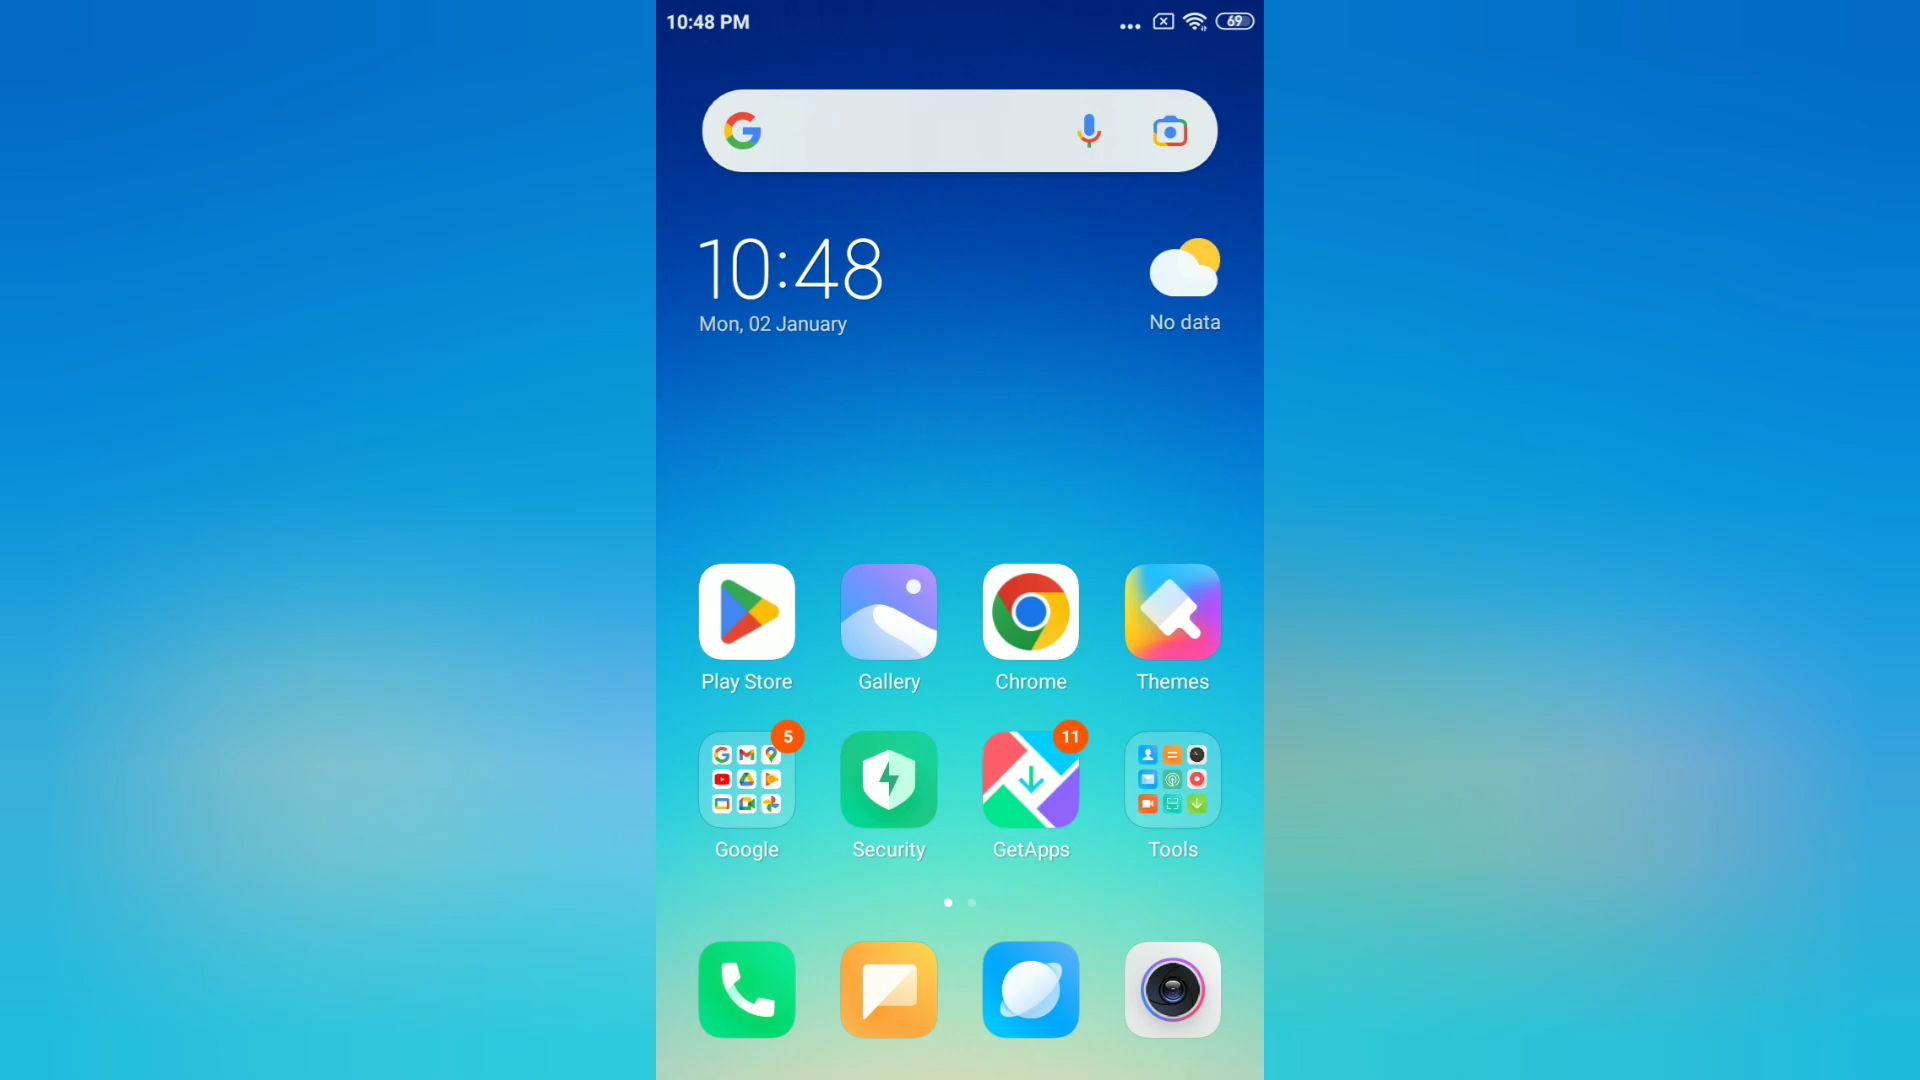 10:48 PM
69
10:48
Mon, 02 January
No data
Play Store
Gallery
Chrome
Themes
5
11
Google
Security
GetApps
Tools